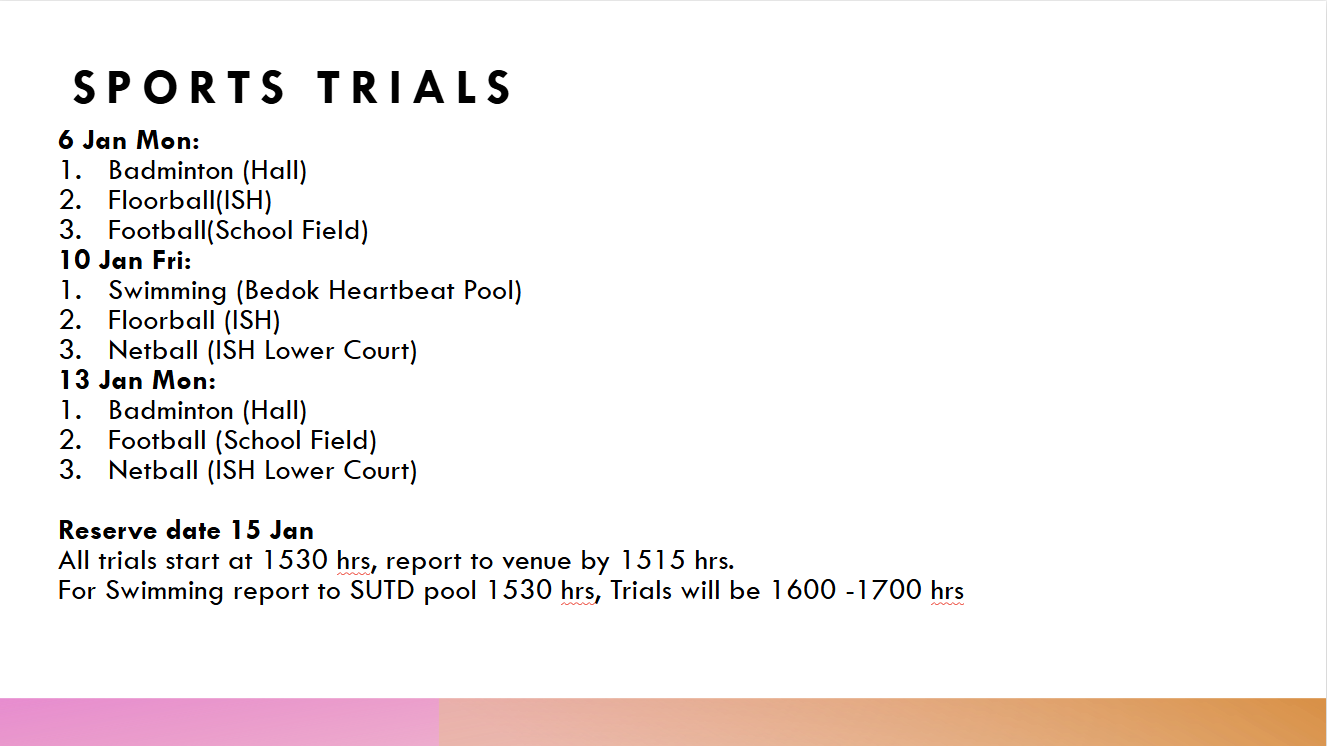 SPORTS TRIALS
6 Jan Mon:
1. Badminton (Hall)
2. Floorball(ISH)
3. Football(School Field)
10 Jan Fri:
1. Swimming (Bedok Heartbeat Pool)
2. Floorball (ISH)
3. Netball (ISH Lower Court)
13 Jan Mon:
1. Badminton (Hall)
2. Football (School Field)
3. Netball (ISH Lower Court)
Reserve date 15 Jan
All trials start at 1530 hrs, report to venue by 1515 hrs.
For Swimming report to SUTD pool 1530 hrs, Trials will be 1600 -1700 hrs